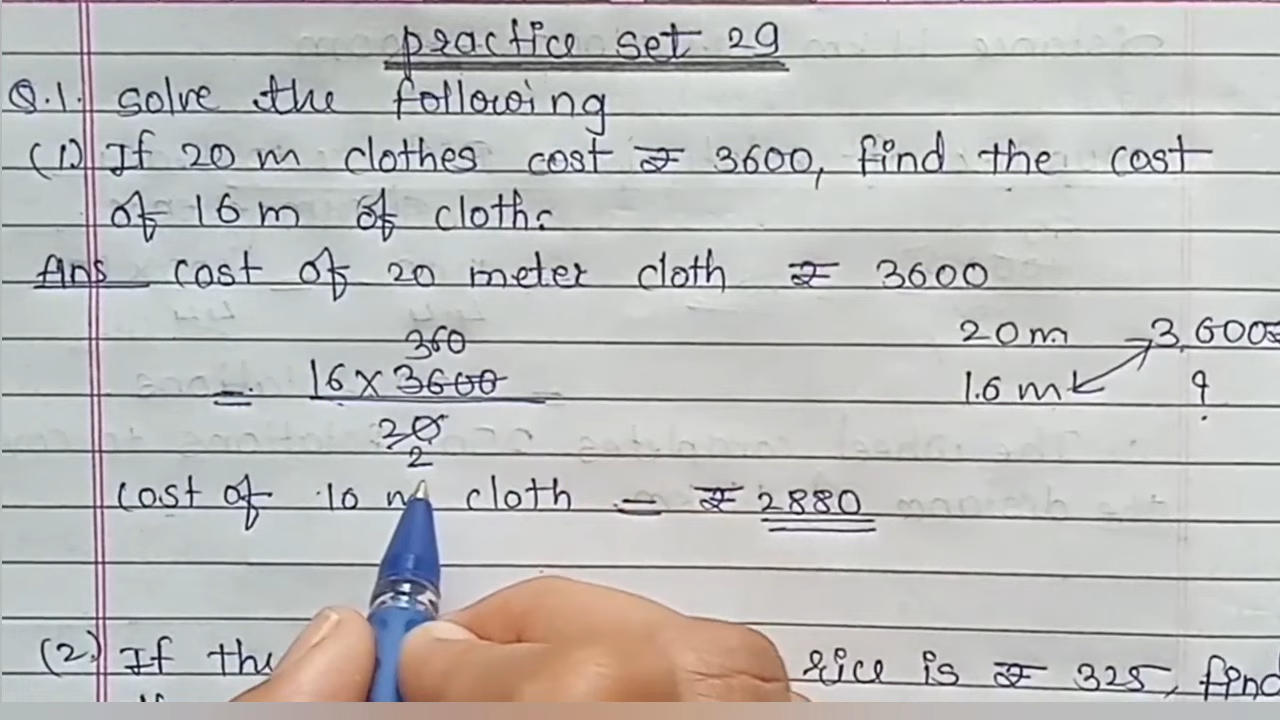 practice set 29
Q.1. solve the following
(1) If 20 m clothes cost ₹ 3600, find the cost
of 16 m of cloth.
Ans cost of 20 meter cloth ₹ 3600
360
= 16 x 3600
20
2
20 m 3,600
16 m ?
cost of 10 m cloth = ₹ 2880
(2) If the rice is ₹ 325, find